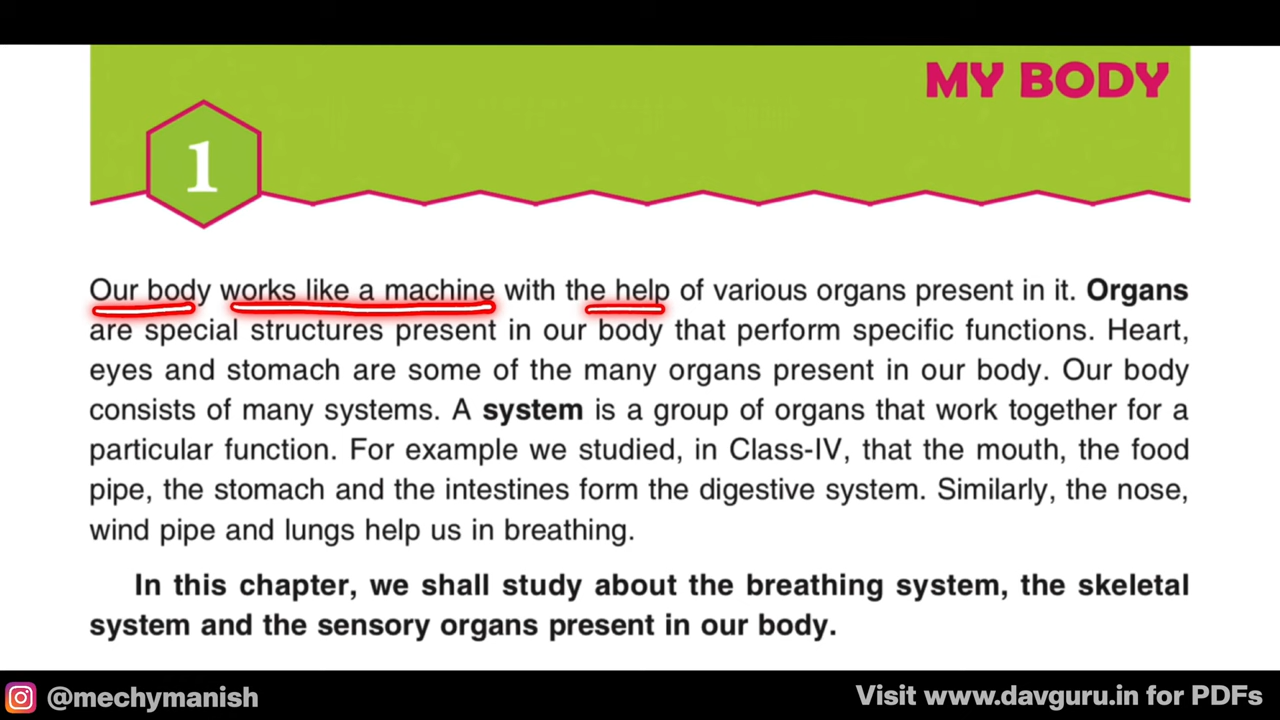 MY BODY
1
Our body works like a machine with the help of various organs present in it. Organs
are special structures present in our body that perform specific functions. Heart,
eyes and stomach are some of the many organs present in our body. Our body
consists of many systems. A system is a group of organs that work together for a
particular function. For example we studied, in Class-IV, that the mouth, the food
pipe, the stomach and the intestines form the digestive system. Similarly, the nose,
wind pipe and lungs help us in breathing.
In this chapter, we shall study about the breathing system, the skeletal
system and the sensory organs present in our body.
@mechymanish
Visit www.davguru.in for PDFs